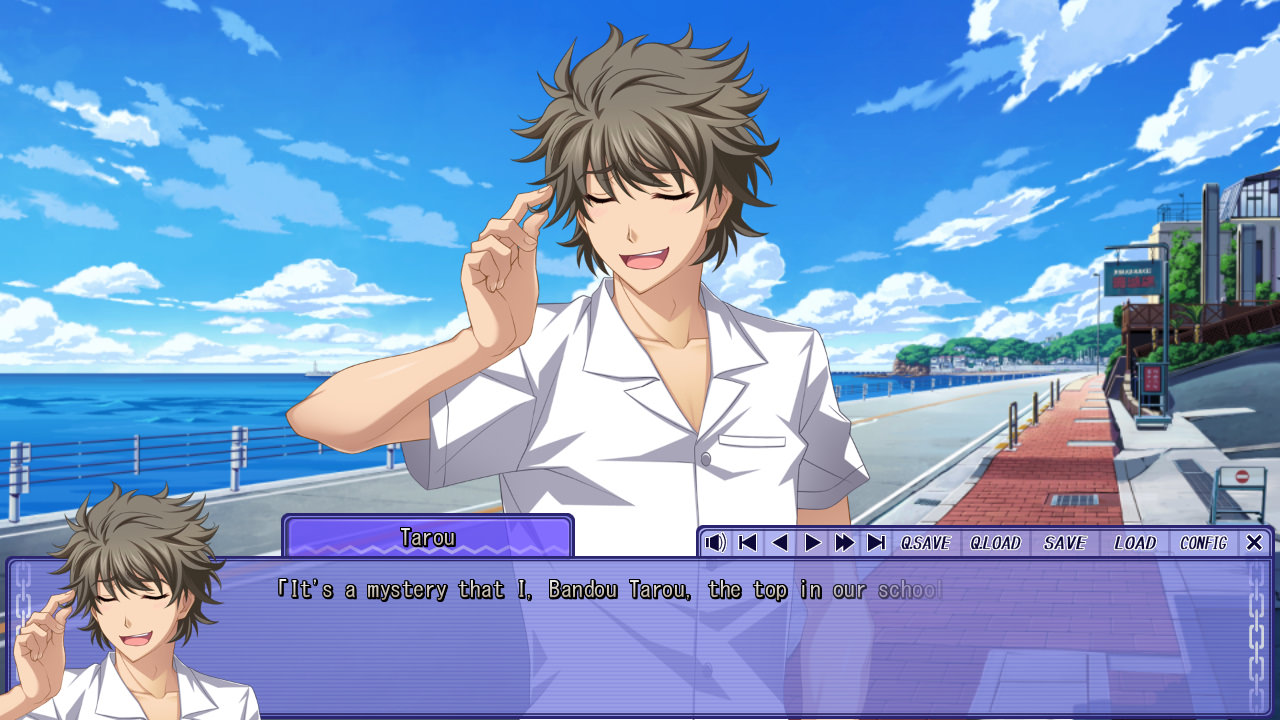 Tarou
Q.SAVE Q.LOAD SAVE LOAD CONFIG
「It's a mystery that I, Bandou Tarou, the top in our school